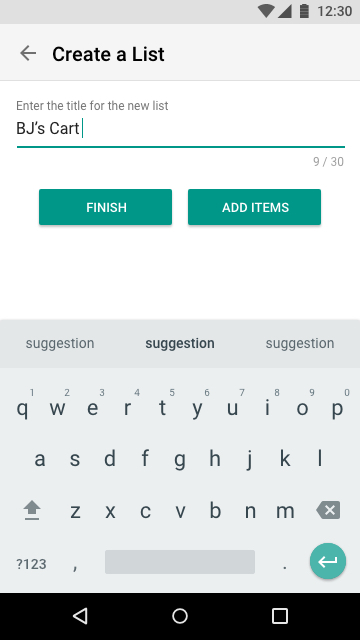 12:30
Create a List
Enter the title for the new list
BJ's Cart
9 / 30
FINISH ADD ITEMS
suggestion suggestion suggestion
1 2 3 4 5 6 7 8 9 0
q w e r t y u i o p
a s d f g h j k l
z x c v b n m
?123 , .